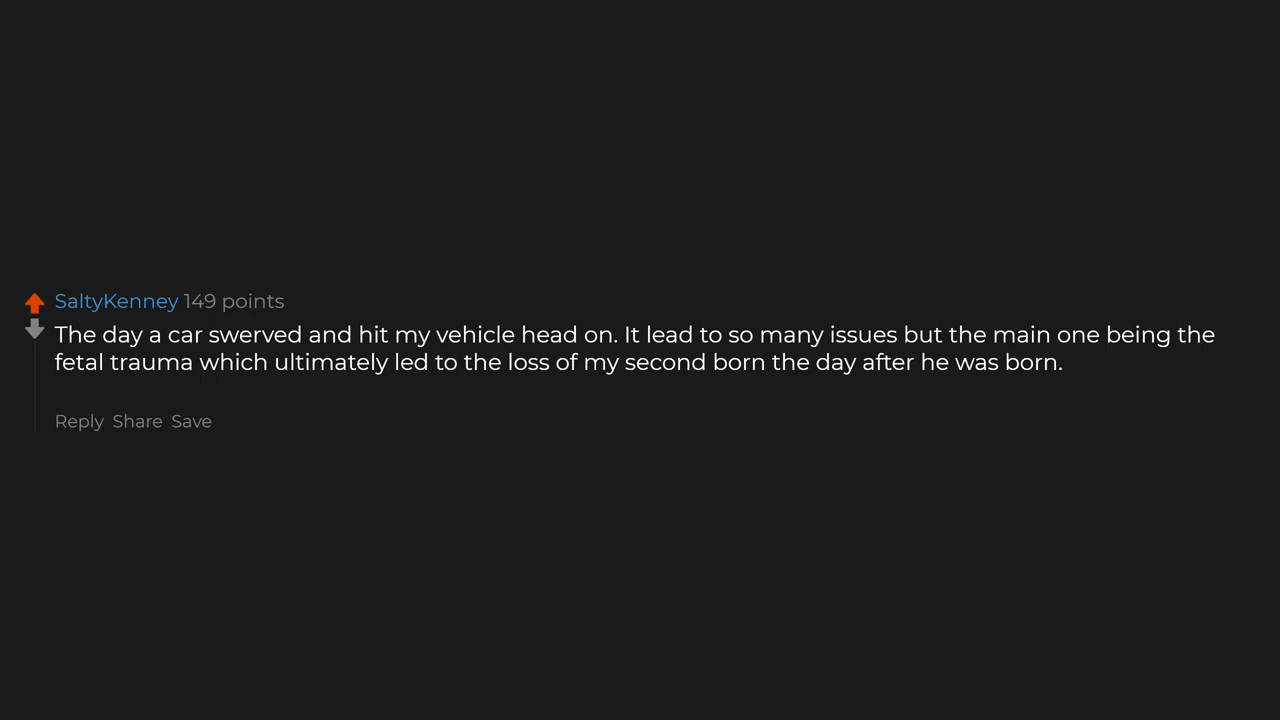 SaltyKenney 149 points
The day a car swerved and hit my vehicle head on. It lead to so many issues but the main one being the
fetal trauma which ultimately led to the loss of my second born the day after he was born.
Reply Share Save